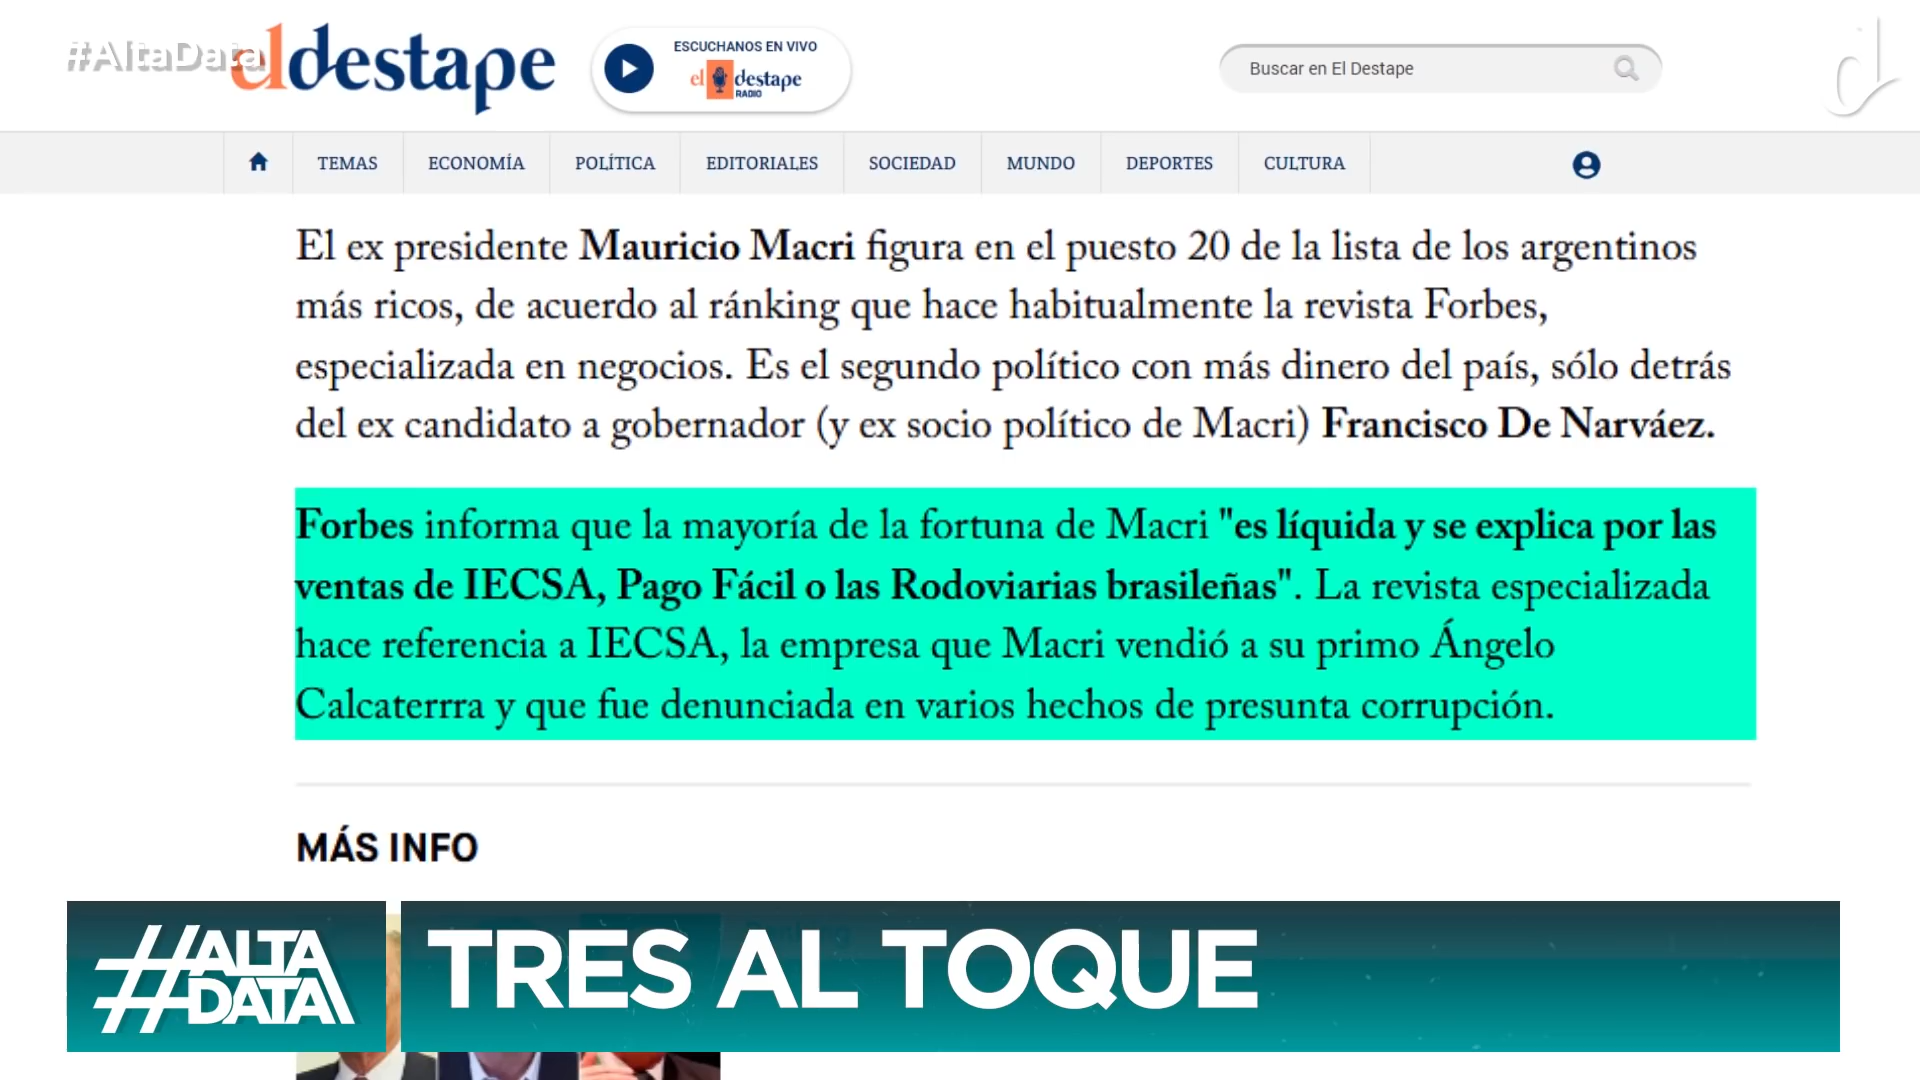 #AltaData
eldestape
ESCUCHANOS EN VIVO
el destape
RADIO
Buscar en El Destape
d
TEMAS
ECONOMÍA
POLÍTICA
EDITORIALES
SOCIEDAD
MUNDO
DEPORTES
CULTURA
El ex presidente Mauricio Macri figura en el puesto 20 de la lista de los argentinos
más ricos, de acuerdo al ránking que hace habitualmente la revista Forbes,
especializada en negocios. Es el segundo político con más dinero del país, sólo detrás
del ex candidato a gobernador (y ex socio político de Macri) Francisco De Narváez.
Forbes informa que la mayoría de la fortuna de Macri "es líquida y se explica por las
ventas de IECSA, Pago Fácil o las Rodoviarias brasileñas". La revista especializada
hace referencia a IECSA, la empresa que Macri vendió a su primo Ángelo
Calcaterrra y que fue denunciada en varios hechos de presunta corrupción.
MÁS INFO
#ALTA
DATA
TRES AL TOQUE